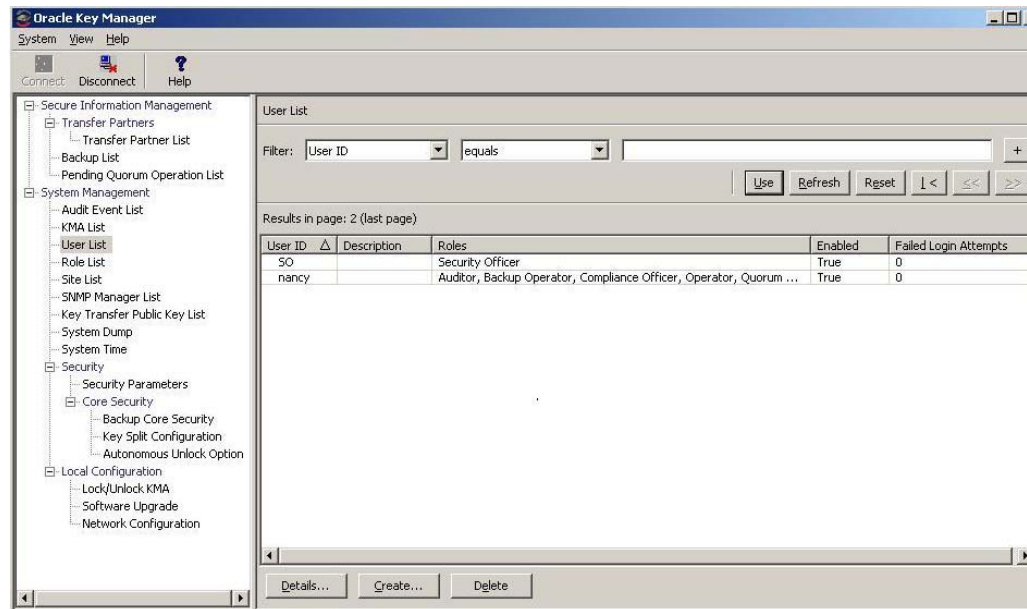 Oracle Key Manager
System View Help
Connect Disconnect Help
Secure Information Management
Transfer Partners
Transfer Partner List
Backup List
Pending Quorum Operation List
System Management
Audit Event List
KMA List
User List
Role List
Site List
SNMP Manager List
Key Transfer Public Key List
System Dump
System Time
Security
Security Parameters
Core Security
Backup Core Security
Key Split Configuration
Autonomous Unlock Option
Local Configuration
Lock/Unlock KMA
Software Upgrade
Network Configuration
User List
Filter: User ID equals +
Use Refresh Reset |< << >>
Results in page: 2 (last page)
User ID Description Roles Enabled Failed Login Attempts
SO Security Officer True 0
nancy Auditor, Backup Operator, Compliance Officer, Operator, Quorum ... True 0
Details... Create... Delete